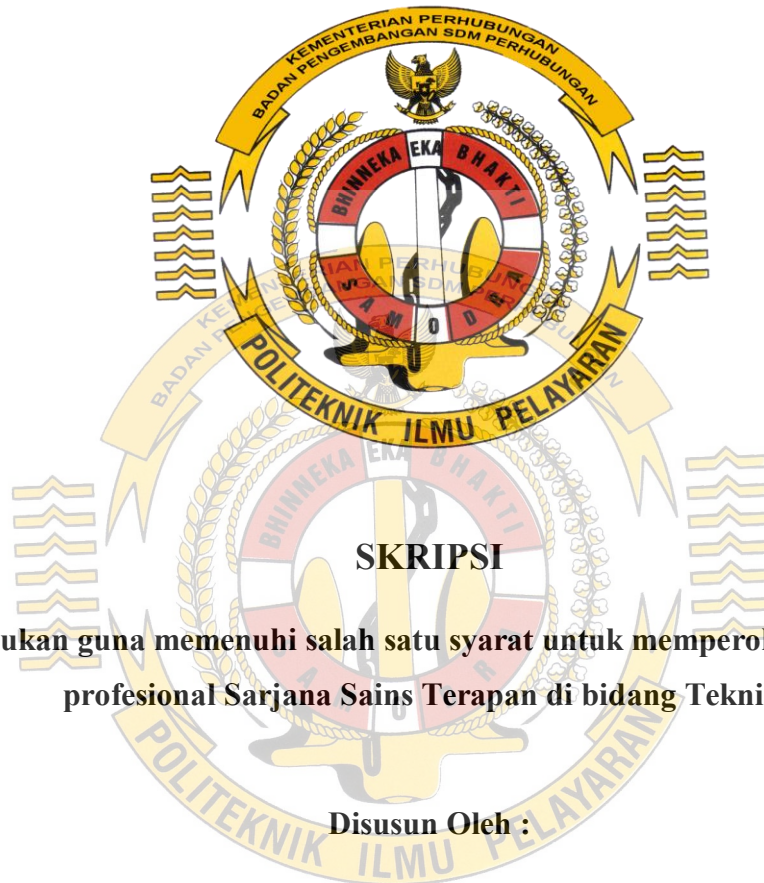 KEMENTERIAN PERHUBUNGAN
BADAN PENGEMBANGAN SDM PERHUBUNGAN
BHINNEKA EKA BHAKTI
SAMODRA
POLITEKNIK ILMU PELAYARAN
SKRIPSI
ukan guna memenuhi salah satu syarat untuk memperol
profesional Sarjana Sains Terapan di bidang Tekni
Disusun Oleh :